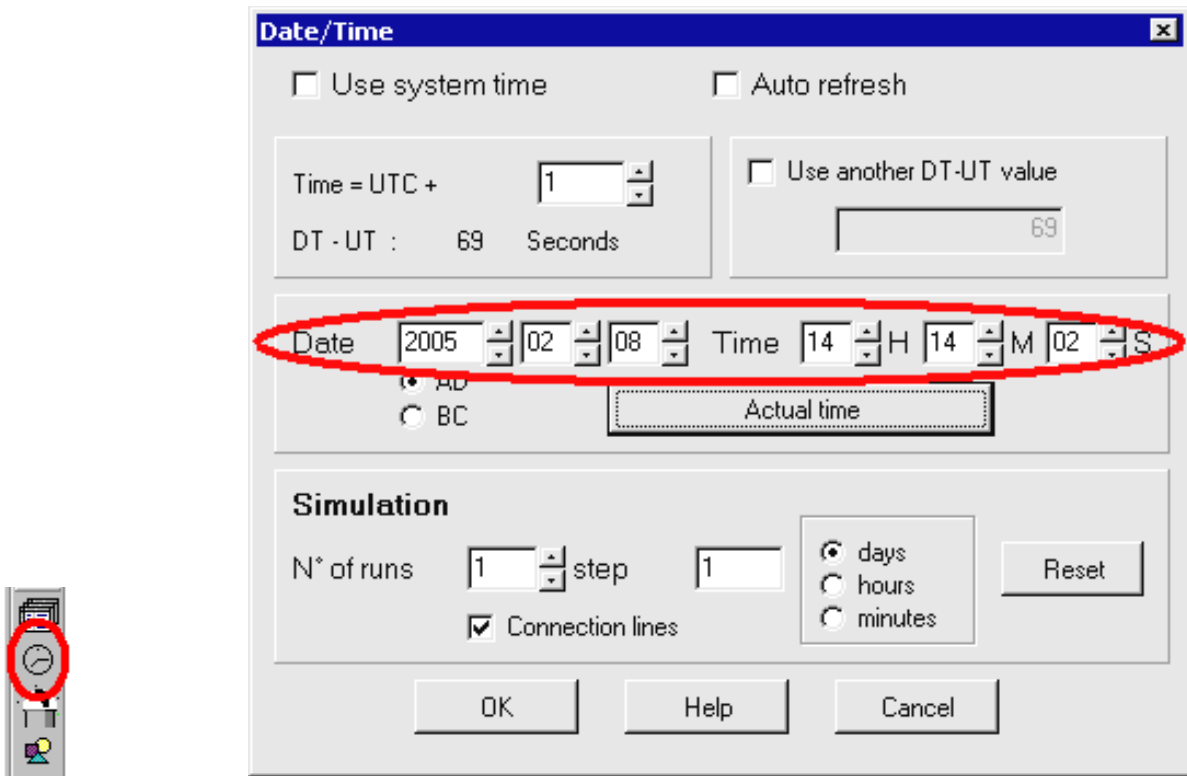 Date/Time
Use system time Auto refresh
Time = UTC + 1
DT - UT : 69 Seconds
Use another DT-UT value
69
Date 2005 02 08 Time 14 H 14 M 02 S
AD
BC
Actual time
Simulation
N° of runs 1 step 1
Connection lines
days
hours
minutes
Reset
OK Help Cancel